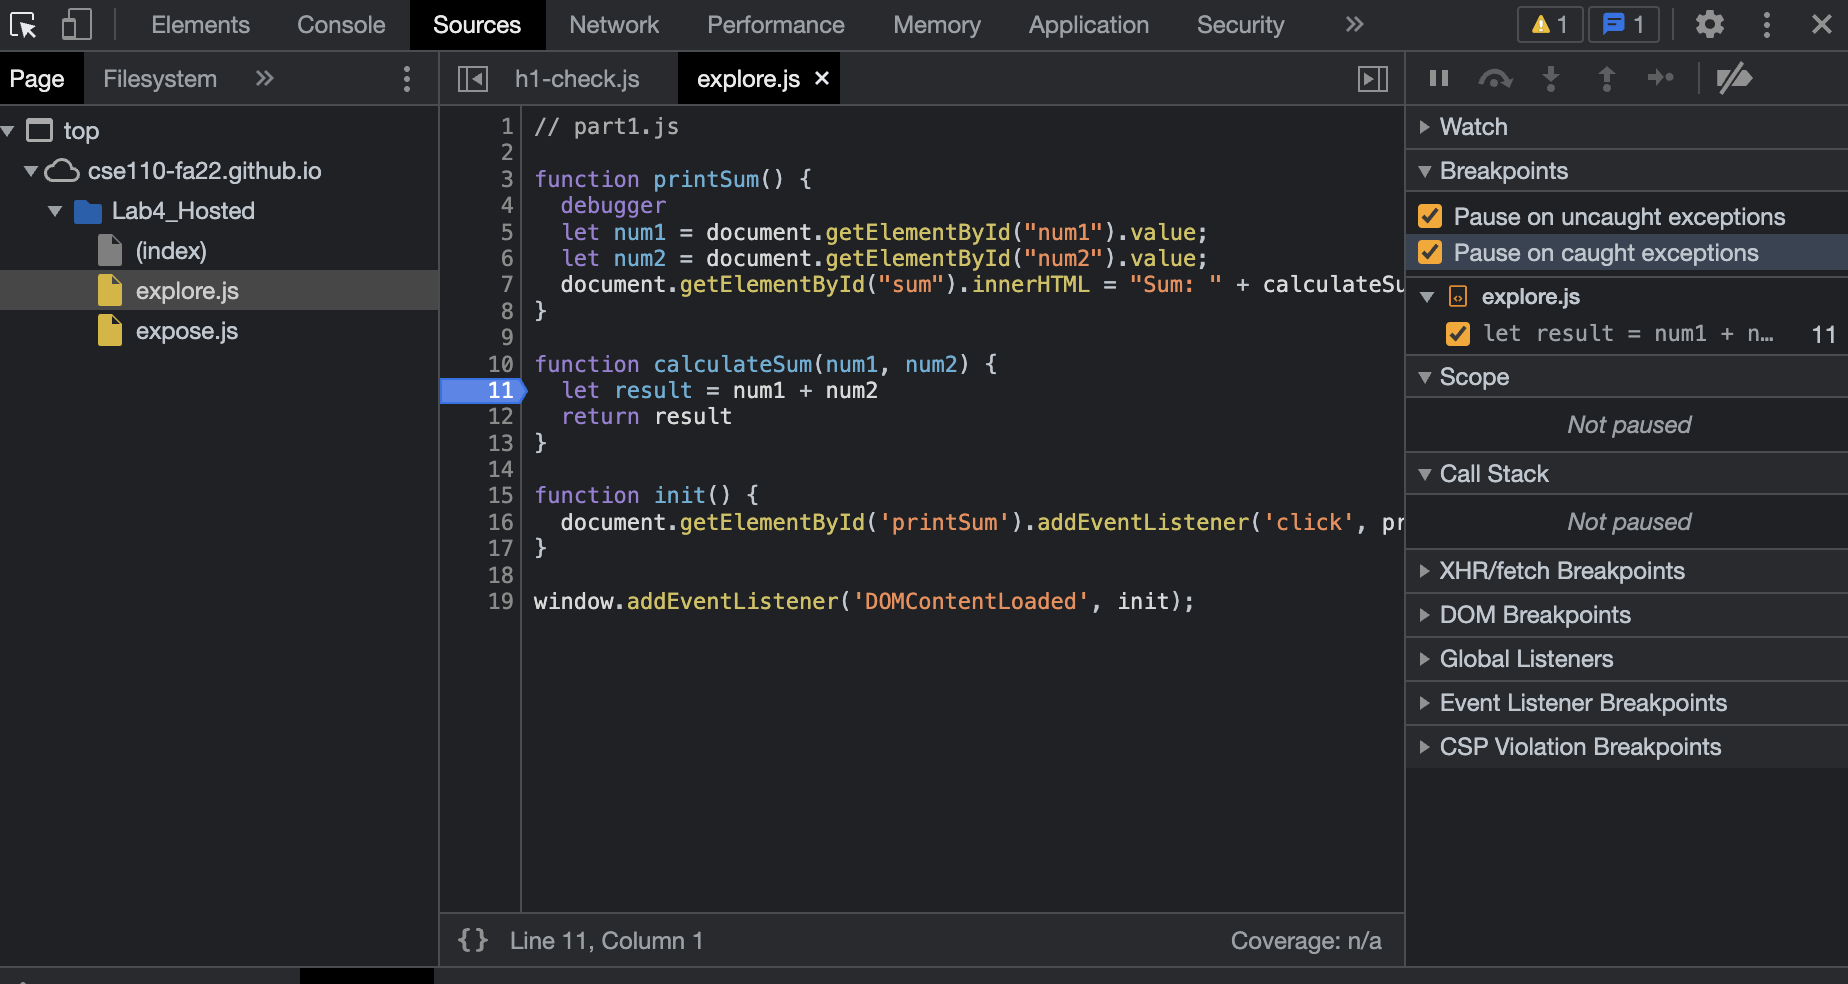 Elements Console Sources Network Performance Memory Application Security » 1 1
Page Filesystem »
top
cse110-fa22.github.io
Lab4_Hosted
(index)
explore.js
expose.js
h1-check.js explore.js ×
1 // part1.js
2
3 function printSum() {
4   debugger
5   let num1 = document.getElementById("num1").value;
6   let num2 = document.getElementById("num2").value;
7   document.getElementById("sum").innerHTML = "Sum: " + calculateSu
8 }
9
10 function calculateSum(num1, num2) {
11   let result = num1 + num2
12   return result
13 }
14
15 function init() {
16   document.getElementById('printSum').addEventListener('click', pr
17 }
18
19 window.addEventListener('DOMContentLoaded', init);
{} Line 11, Column 1 Coverage: n/a
Watch
Breakpoints
Pause on uncaught exceptions
Pause on caught exceptions
explore.js
let result = num1 + n… 11
Scope
Not paused
Call Stack
Not paused
XHR/fetch Breakpoints
DOM Breakpoints
Global Listeners
Event Listener Breakpoints
CSP Violation Breakpoints